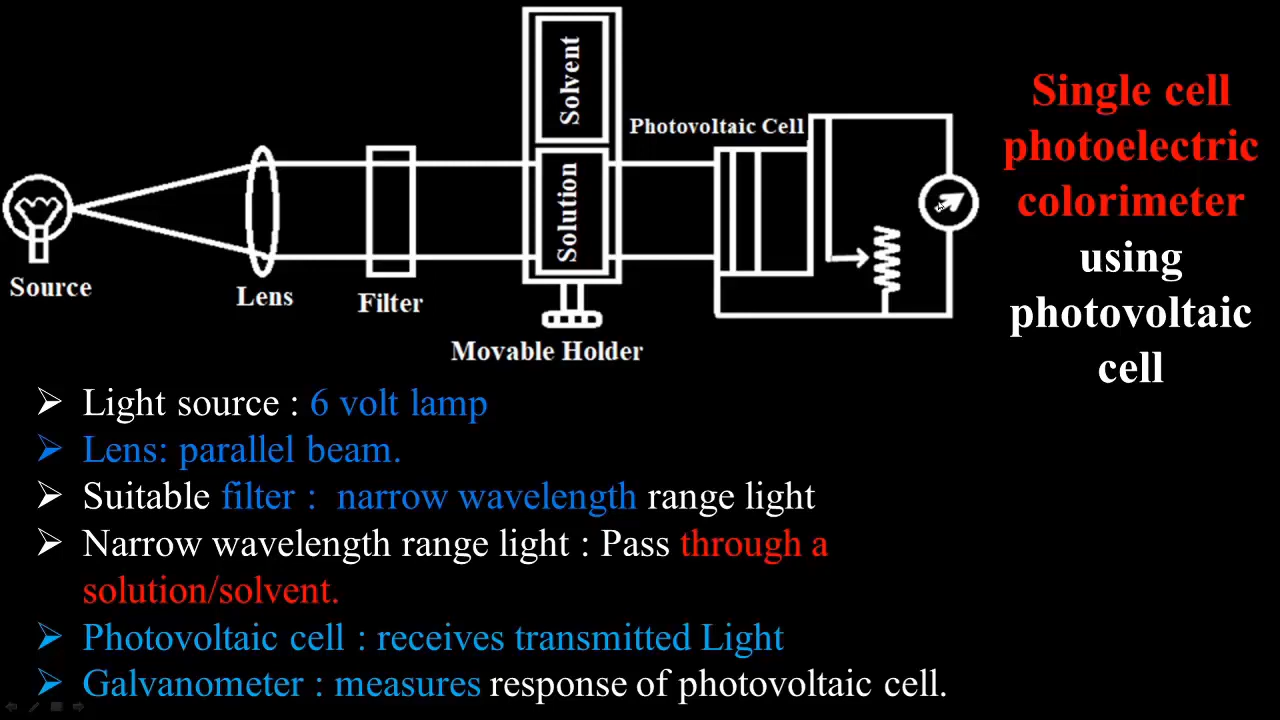 Solvent
Photovoltaic Cell
Solution
Source
Lens
Filter
Movable Holder
Single cell
photoelectric
colorimeter
using
photovoltaic
cell
➢ Light source : 6 volt lamp
➢ Lens: parallel beam.
➢ Suitable filter : narrow wavelength range light
➢ Narrow wavelength range light : Pass through a
solution/solvent.
➢ Photovoltaic cell : receives transmitted Light
➢ Galvanometer : measures response of photovoltaic cell.